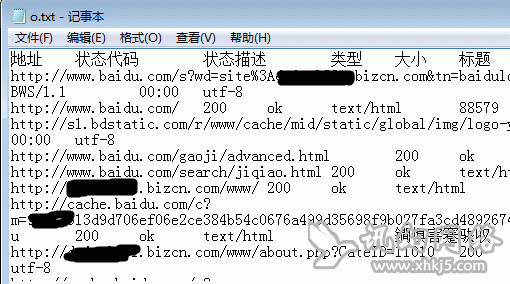 o.txt - 记事本
文件(F) 编辑(E) 格式(O) 查看(V) 帮助(H)
地址 状态代码 状态描述 类型 大小 标题
http://www.baidu.com/s?wd=site%3A bizcn.com&tn=baidulo
BWS/1.1 00:00 utf-8
http://www.baidu.com/ 200 ok text/html 88579
http://sl.bdstatic.com/r/www/cache/mid/static/global/img/logo-y
00:00 utf-8
http://www.baidu.com/gaoji/advanced.html 200 ok
http://www.baidu.com/search/jiqiao.html 200 ok text/ht
http:// .bizcn.com/www/ 200 ok text/html
http://cache.baidu.com/c?
m= 13d9d706ef06e2ce384b54c0676a499d35698f9b027fa3cd4892674
u 200 ok text/html
http:// .bizcn.com/www/about.php?CateID=11010 200
utf-8
www.xhkj5.com